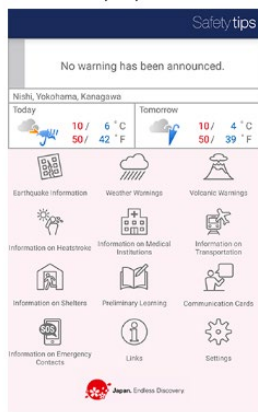 Safety tips
No warning has been announced.
Nishi, Yokohama, Kanagawa
Today
Tomorrow
10 / 6 °C
50 / 42 °F
10 / 4 °C
50 / 39 °F
Earthquake Information
Weather Warnings
Volcanic Warnings
Information on Heatstroke
Information on Medical
Institutions
Information on
Transportation
Information on Shelters
Preliminary Learning
Communication Cards
SOS
Information on Emergency
Contacts
Links
Settings
Japan. Endless Discovery.